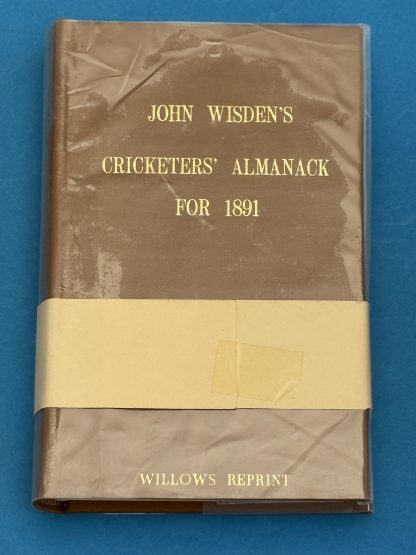 JOHN WISDEN'S
CRICKETERS' ALMANACK
FOR 1891
WILLOWS REPRINT